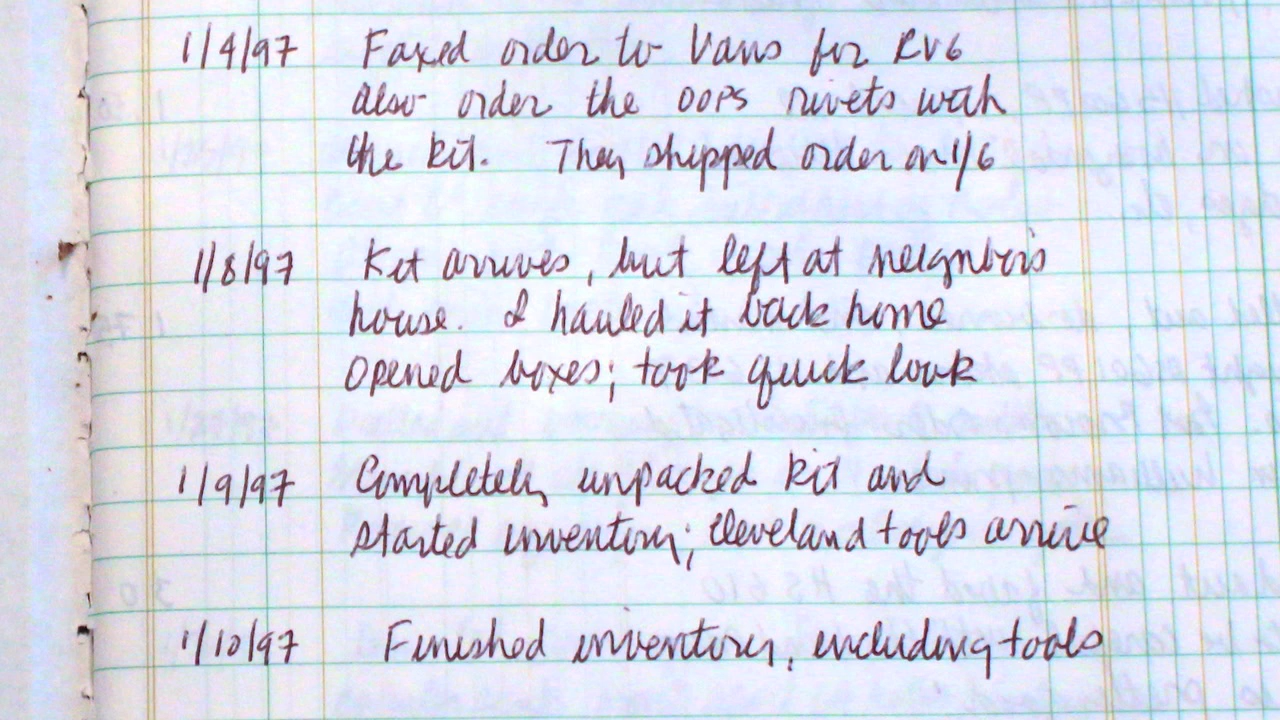 1/4/97 Faxed order to Vans for RV6
also order the OOPS rivets with
the kit. They shipped order on 1/6
1/8/97 Kit arrives, but left at neighbors
house. I hauled it back home
opened boxes; took quick look
1/9/97 Completely unpacked kit and
started inventory; Cleveland tools arrive
1/10/97 Finished inventory, including tools